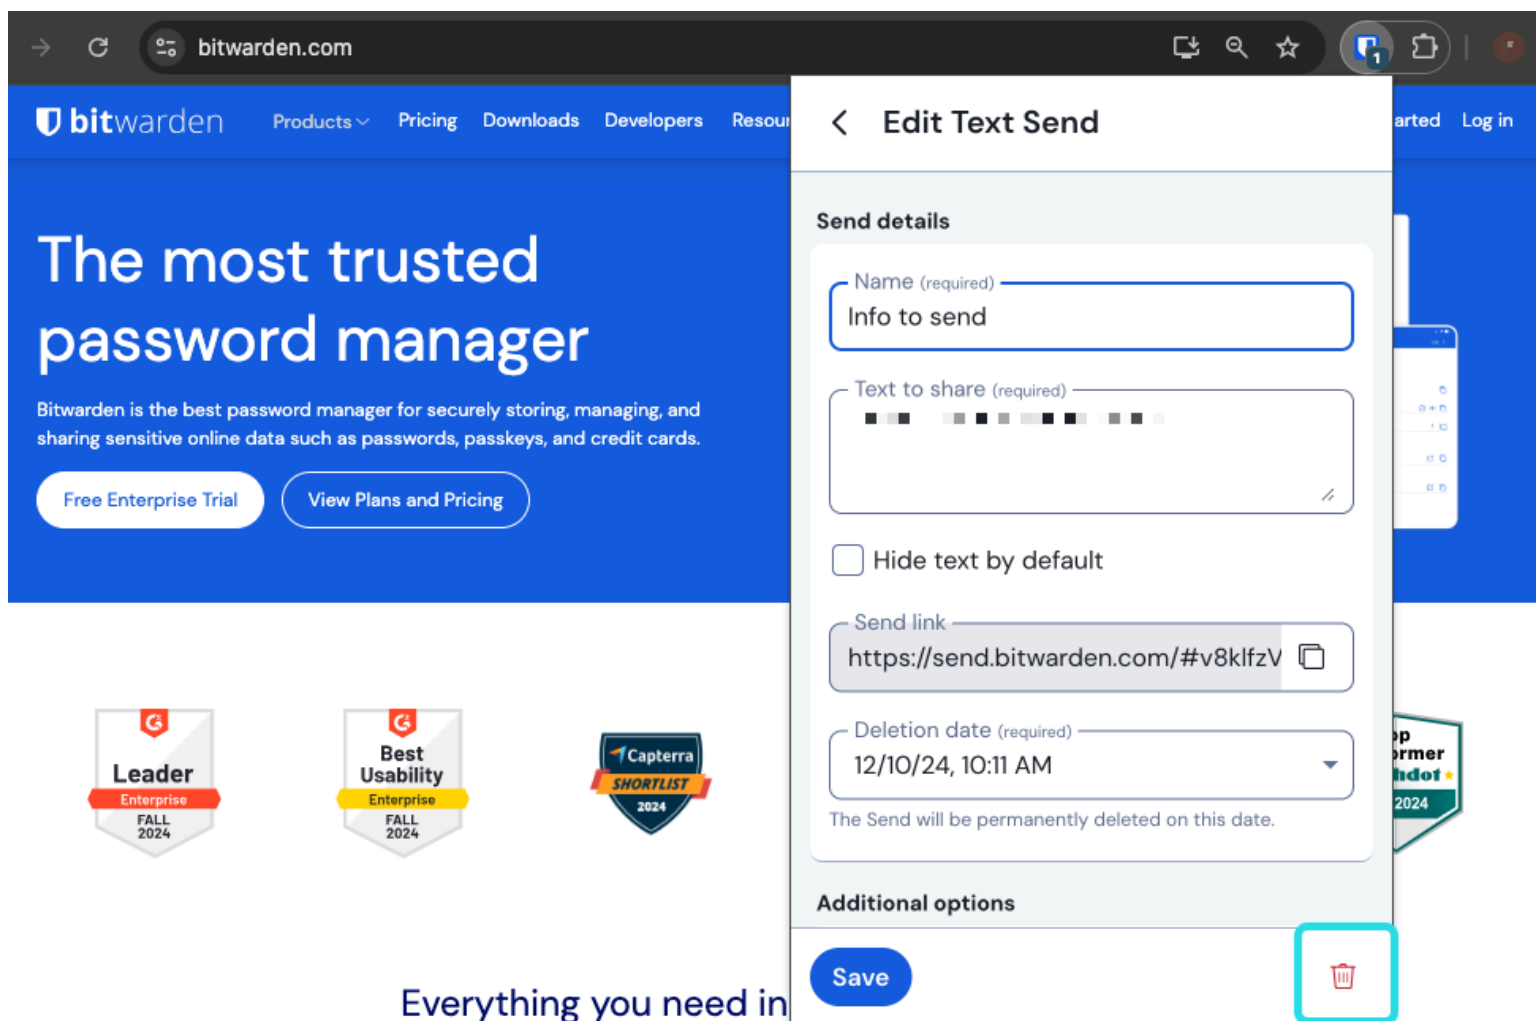 bitwarden.com
1
bitwarden
Products
Pricing
Downloads
Developers
Log in
The most trusted
password manager
Bitwarden is the best password manager for securely storing, managing, and
sharing sensitive online data such as passwords, passkeys, and credit cards.
Free Enterprise Trial
View Plans and Pricing
Leader
Enterprise
FALL
2024
Best
Usability
Enterprise
FALL
2024
Capterra
SHORTLIST
2024
2024
Everything you need in
Edit Text Send
Send details
Name (required)
Info to send
Text to share (required)
Hide text by default
Send link
https://send.bitwarden.com/#v8klfzV
Deletion date (required)
12/10/24, 10:11 AM
The Send will be permanently deleted on this date.
Additional options
Save